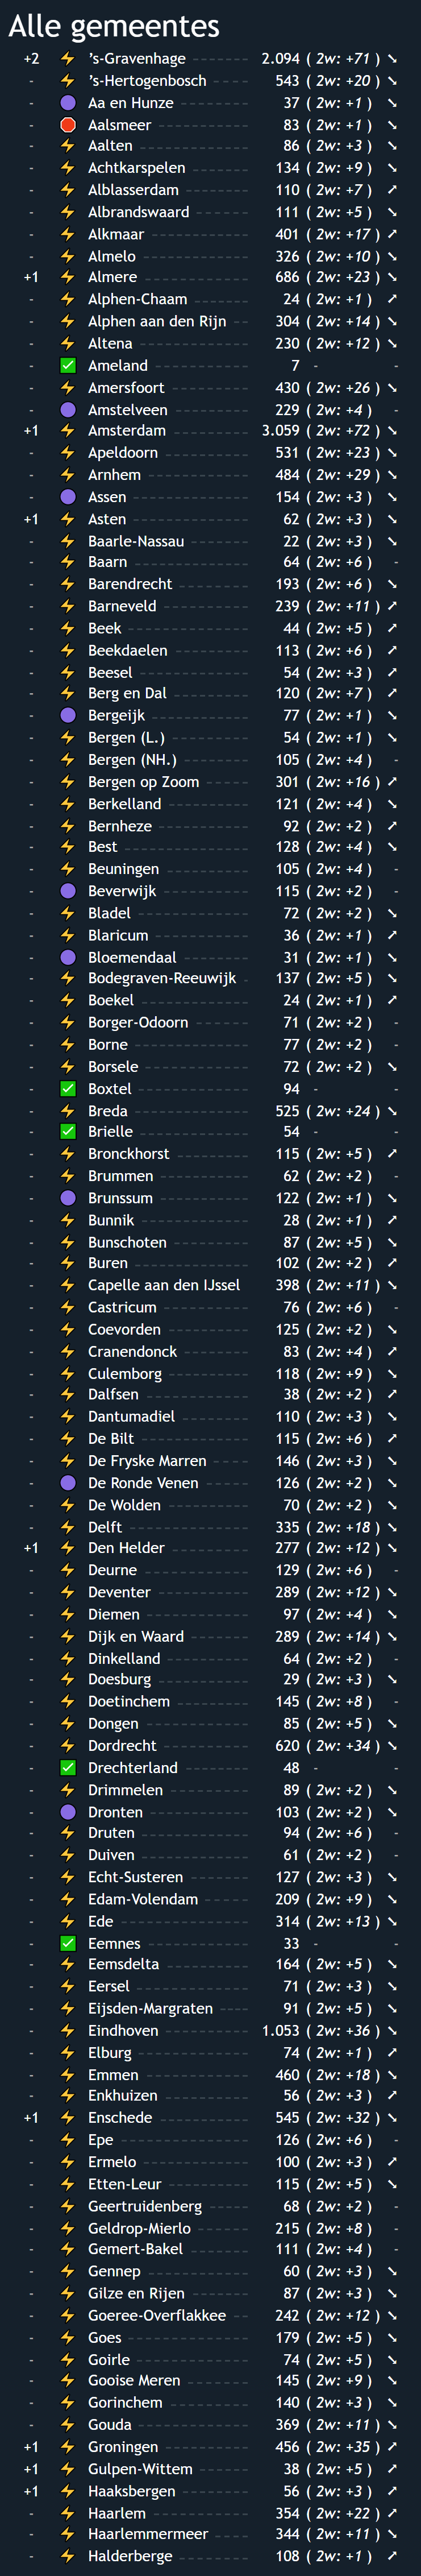 Alle gemeentes
+2 ⚡ ’s-Gravenhage 2.094 ( 2w: +71 ) ➘
- ⚡ ’s-Hertogenbosch 543 ( 2w: +20 ) ➘
- 🟣 Aa en Hunze 37 ( 2w: +1 ) ➘
- 🛑 Aalsmeer 83 ( 2w: +1 ) ➘
- ⚡ Aalten 86 ( 2w: +3 ) ➘
- ⚡ Achtkarspelen 134 ( 2w: +9 ) ➘
- ⚡ Alblasserdam 110 ( 2w: +7 ) ➚
- ⚡ Albrandswaard 111 ( 2w: +5 ) ➘
- ⚡ Alkmaar 401 ( 2w: +17 ) ➚
- ⚡ Almelo 326 ( 2w: +10 ) ➘
+1 ⚡ Almere 686 ( 2w: +23 ) ➘
- ⚡ Alphen-Chaam 24 ( 2w: +1 ) ➚
- ⚡ Alphen aan den Rijn 304 ( 2w: +14 ) ➘
- ⚡ Altena 230 ( 2w: +12 ) ➘
- ✅ Ameland 7 - -
- ⚡ Amersfoort 430 ( 2w: +26 ) ➘
- 🟣 Amstelveen 229 ( 2w: +4 ) -
+1 ⚡ Amsterdam 3.059 ( 2w: +72 ) ➘
- ⚡ Apeldoorn 531 ( 2w: +23 ) ➘
- ⚡ Arnhem 484 ( 2w: +29 ) ➘
- 🟣 Assen 154 ( 2w: +3 ) ➘
+1 ⚡ Asten 62 ( 2w: +3 ) ➘
- ⚡ Baarle-Nassau 22 ( 2w: +3 ) ➘
- ⚡ Baarn 64 ( 2w: +6 ) -
- ⚡ Barendrecht 193 ( 2w: +6 ) ➘
- ⚡ Barneveld 239 ( 2w: +11 ) ➚
- ⚡ Beek 44 ( 2w: +5 ) ➚
- ⚡ Beekdaelen 113 ( 2w: +6 ) ➚
- ⚡ Beesel 54 ( 2w: +3 ) ➚
- ⚡ Berg en Dal 120 ( 2w: +7 ) ➚
- 🟣 Bergeijk 77 ( 2w: +1 ) ➘
- ⚡ Bergen (L.) 54 ( 2w: +1 ) ➘
- ⚡ Bergen (NH.) 105 ( 2w: +4 ) -
- ⚡ Bergen op Zoom 301 ( 2w: +16 ) ➚
- ⚡ Berkelland 121 ( 2w: +4 ) ➘
- ⚡ Bernheze 92 ( 2w: +2 ) ➚
- ⚡ Best 128 ( 2w: +4 ) ➘
- ⚡ Beuningen 105 ( 2w: +4 ) -
- 🟣 Beverwijk 115 ( 2w: +2 ) -
- ⚡ Bladel 72 ( 2w: +2 ) ➘
- ⚡ Blaricum 36 ( 2w: +1 ) ➚
- 🟣 Bloemendaal 31 ( 2w: +1 ) ➘
- ⚡ Bodegraven-Reeuwijk 137 ( 2w: +5 ) ➘
- ⚡ Boekel 24 ( 2w: +1 ) ➚
- ⚡ Borger-Odoorn 71 ( 2w: +2 ) -
- ⚡ Borne 77 ( 2w: +2 ) -
- ⚡ Borsele 72 ( 2w: +2 ) ➘
- ✅ Boxtel 94 - -
- ⚡ Breda 525 ( 2w: +24 ) ➘
- ✅ Brielle 54 - -
- ⚡ Bronckhorst 115 ( 2w: +5 ) ➚
- ⚡ Brummen 62 ( 2w: +2 ) -
- 🟣 Brunssum 122 ( 2w: +1 ) ➘
- ⚡ Bunnik 28 ( 2w: +1 ) ➚
- ⚡ Bunschoten 87 ( 2w: +5 ) ➘
- ⚡ Buren 102 ( 2w: +2 ) ➚
- ⚡ Capelle aan den IJssel 398 ( 2w: +11 ) ➘
- ⚡ Castricum 76 ( 2w: +6 ) -
- ⚡ Coevorden 125 ( 2w: +2 ) ➘
- ⚡ Cranendonck 83 ( 2w: +4 ) ➚
- ⚡ Culemborg 118 ( 2w: +9 ) ➘
- ⚡ Dalfsen 38 ( 2w: +2 ) ➚
- ⚡ Dantumadiel 110 ( 2w: +3 ) ➘
- ⚡ De Bilt 115 ( 2w: +6 ) ➚
- ⚡ De Fryske Marren 146 ( 2w: +3 ) ➘
- 🟣 De Ronde Venen 126 ( 2w: +2 ) ➘
- ⚡ De Wolden 70 ( 2w: +2 ) ➘
- ⚡ Delft 335 ( 2w: +18 ) ➘
+1 ⚡ Den Helder 277 ( 2w: +12 ) ➘
- ⚡ Deurne 129 ( 2w: +6 ) -
- ⚡ Deventer 289 ( 2w: +12 ) ➘
- ⚡ Diemen 97 ( 2w: +4 ) ➘
- ⚡ Dijk en Waard 289 ( 2w: +14 ) ➘
- ⚡ Dinkelland 64 ( 2w: +2 ) -
- ⚡ Doesburg 29 ( 2w: +3 ) ➘
- ⚡ Doetinchem 145 ( 2w: +8 ) -
- ⚡ Dongen 85 ( 2w: +5 ) ➘
- ⚡ Dordrecht 620 ( 2w: +34 ) ➘
- ✅ Drechterland 48 - -
- ⚡ Drimmelen 89 ( 2w: +2 ) ➘
- 🟣 Dronten 103 ( 2w: +2 ) ➘
- ⚡ Druten 94 ( 2w: +6 ) -
- ⚡ Duiven 61 ( 2w: +2 ) -
- ⚡ Echt-Susteren 127 ( 2w: +3 ) ➘
- ⚡ Edam-Volendam 209 ( 2w: +9 ) ➘
- ⚡ Ede 314 ( 2w: +13 ) ➘
- ✅ Eemnes 33 - -
- ⚡ Eemsdelta 164 ( 2w: +5 ) ➘
- ⚡ Eersel 71 ( 2w: +3 ) ➘
- ⚡ Eijsden-Margraten 91 ( 2w: +5 ) ➘
- ⚡ Eindhoven 1.053 ( 2w: +36 ) ➘
- ⚡ Elburg 74 ( 2w: +1 ) ➚
- ⚡ Emmen 460 ( 2w: +18 ) ➘
- ⚡ Enkhuizen 56 ( 2w: +3 ) ➚
+1 ⚡ Enschede 545 ( 2w: +32 ) ➘
- ⚡ Epe 126 ( 2w: +6 ) -
- ⚡ Ermelo 100 ( 2w: +3 ) ➚
- ⚡ Etten-Leur 115 ( 2w: +5 ) ➘
- ⚡ Geertruidenberg 68 ( 2w: +2 ) -
- ⚡ Geldrop-Mierlo 215 ( 2w: +8 ) -
- ⚡ Gemert-Bakel 111 ( 2w: +4 ) -
- ⚡ Gennep 60 ( 2w: +3 ) ➘
- ⚡ Gilze en Rijen 87 ( 2w: +3 ) ➘
- ⚡ Goeree-Overflakkee 242 ( 2w: +12 ) ➘
- ⚡ Goes 179 ( 2w: +5 ) ➘
- ⚡ Goirle 74 ( 2w: +5 ) ➘
- ⚡ Gooise Meren 145 ( 2w: +9 ) ➘
- ⚡ Gorinchem 140 ( 2w: +3 ) ➘
- ⚡ Gouda 369 ( 2w: +11 ) ➘
+1 ⚡ Groningen 456 ( 2w: +35 ) ➚
+1 ⚡ Gulpen-Wittem 38 ( 2w: +5 ) ➚
+1 ⚡ Haaksbergen 56 ( 2w: +3 ) ➚
- ⚡ Haarlem 354 ( 2w: +22 ) ➚
- ⚡ Haarlemmermeer 344 ( 2w: +11 ) ➘
- ⚡ Halderberge 108 ( 2w: +1 ) ➚